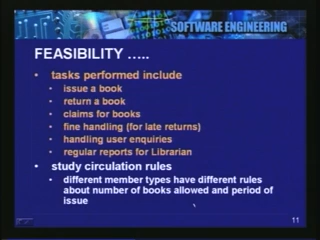 SOFTWARE ENGINEERING
FEASIBILITY .....
• tasks performed include
• issue a book
• return a book
• claims for books
• fine handling (for late returns)
• handling user enquiries
• regular reports for Librarian
• study circulation rules
• different member types have different rules
about number of books allowed and period of
issue
11